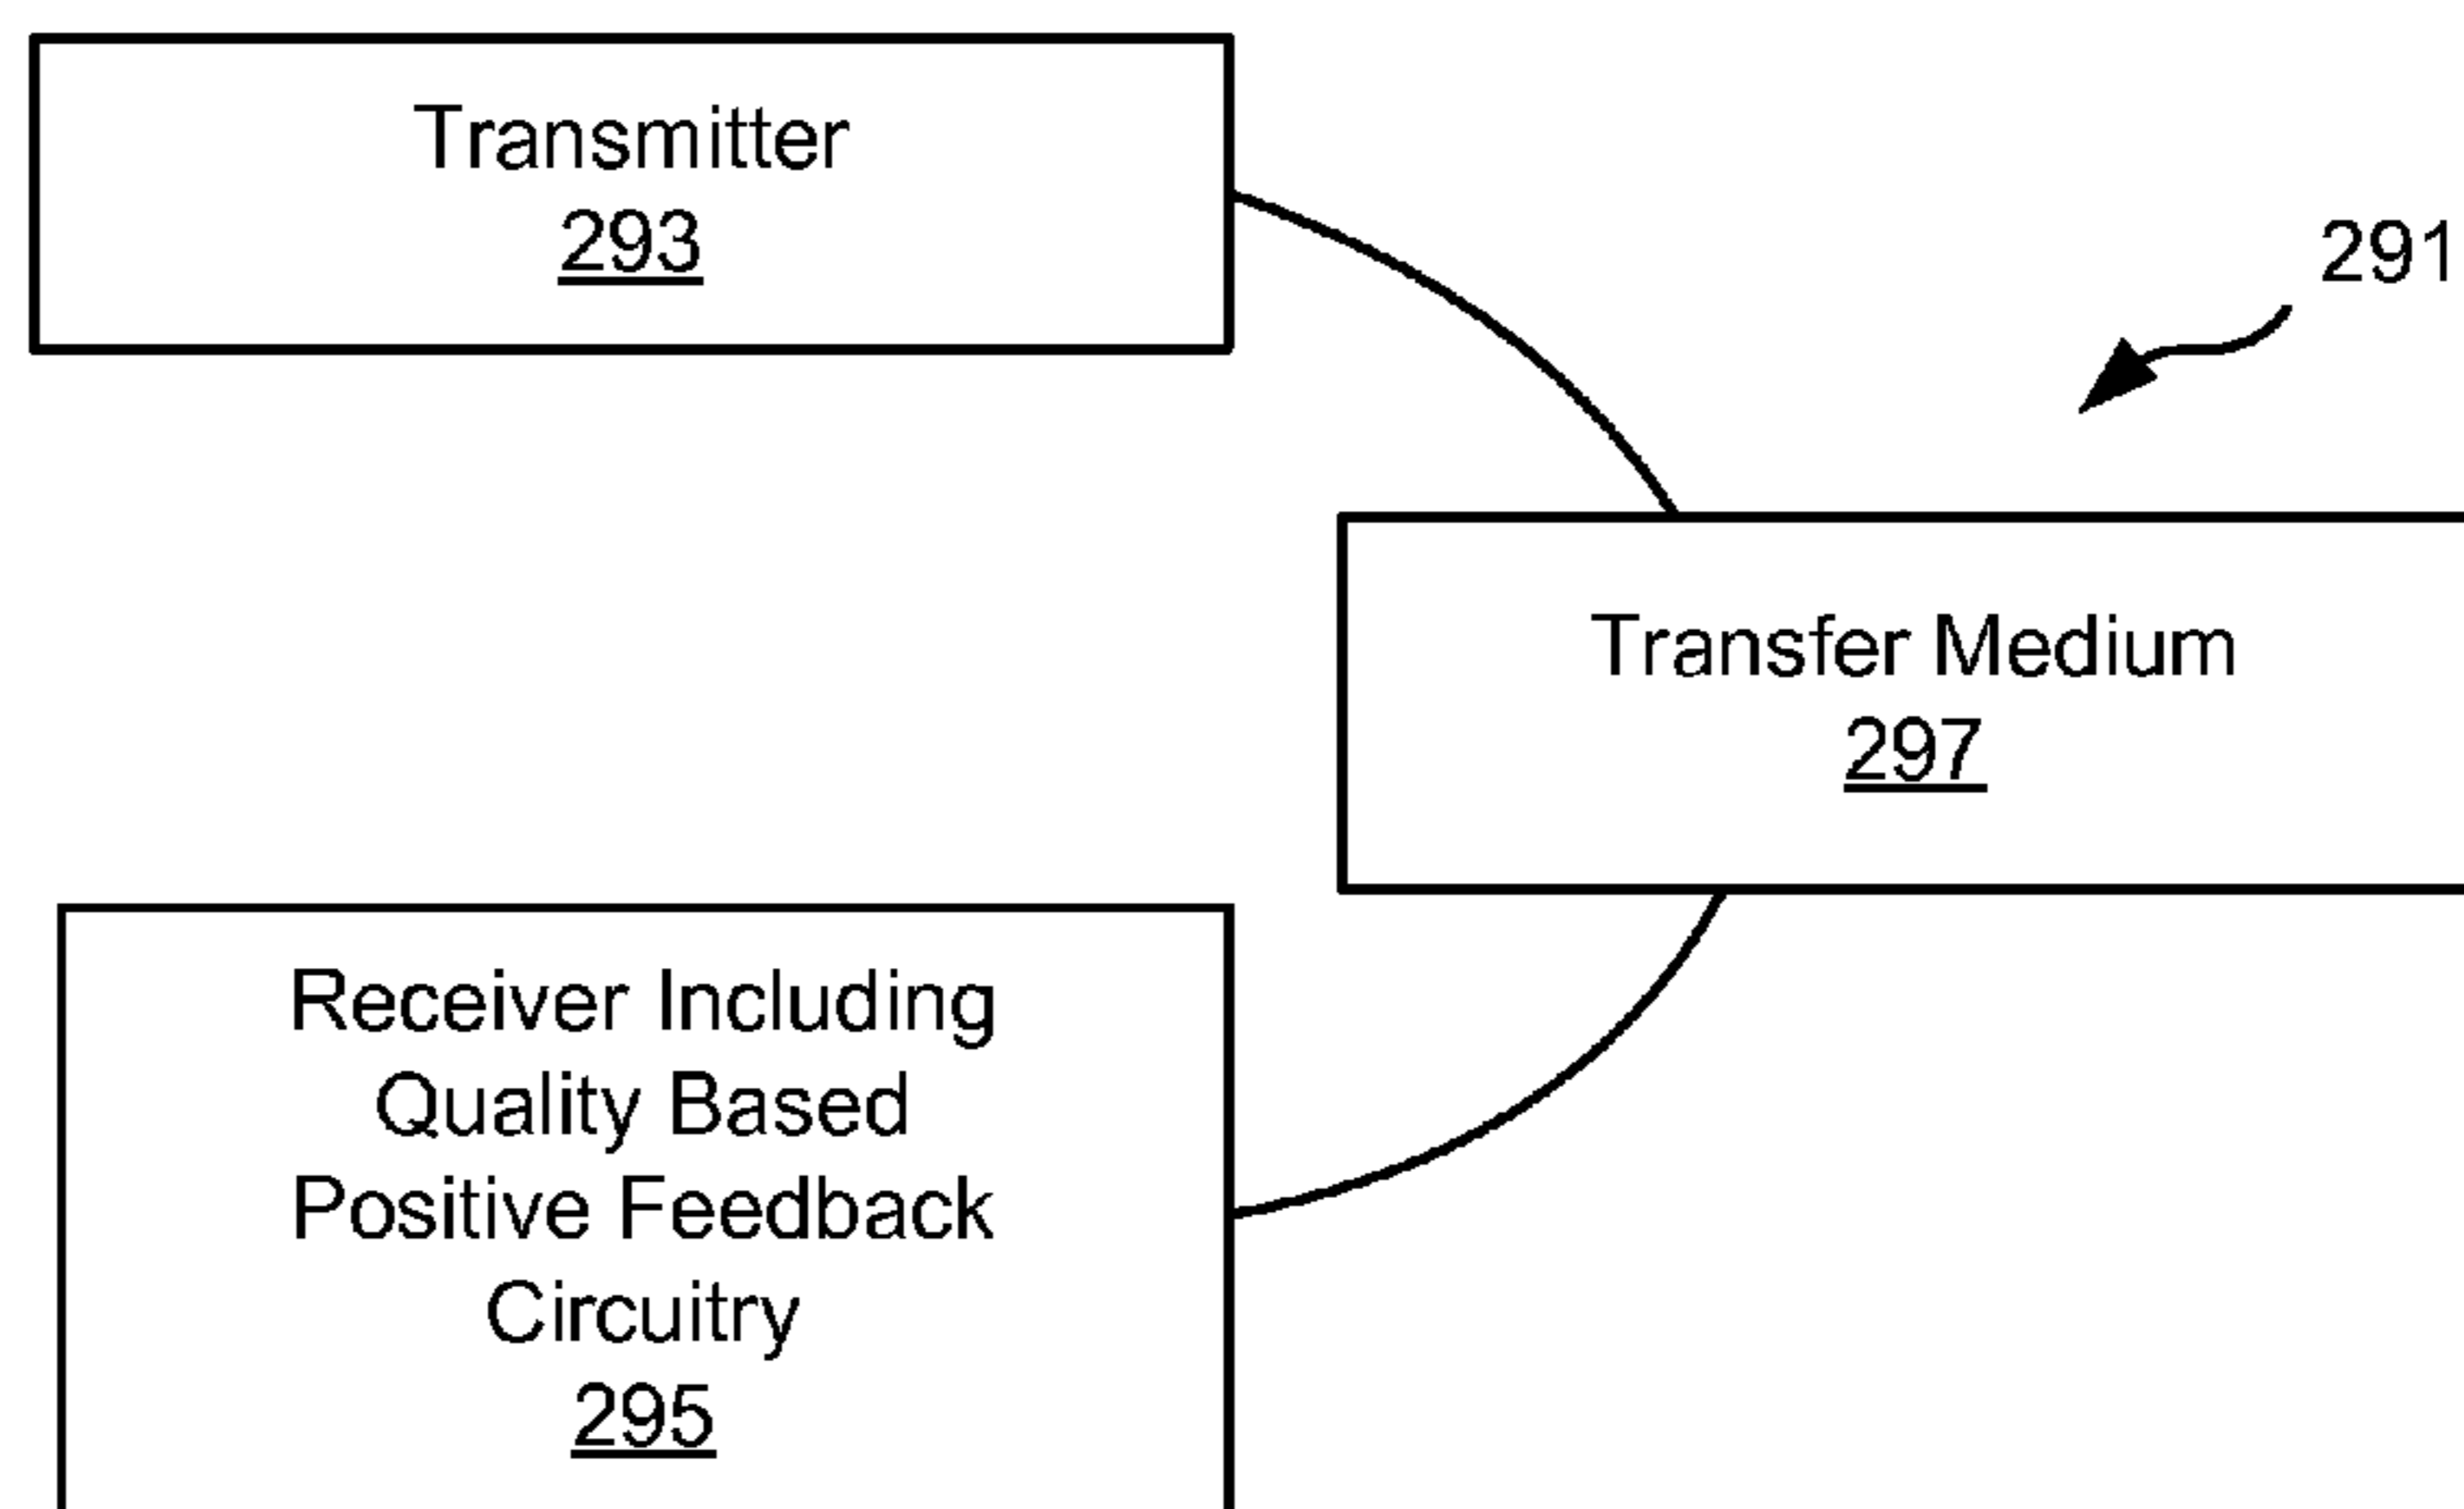 Transmitter
293
291
Transfer Medium
297
Receiver Including
Quality Based
Positive Feedback
Circuitry
295